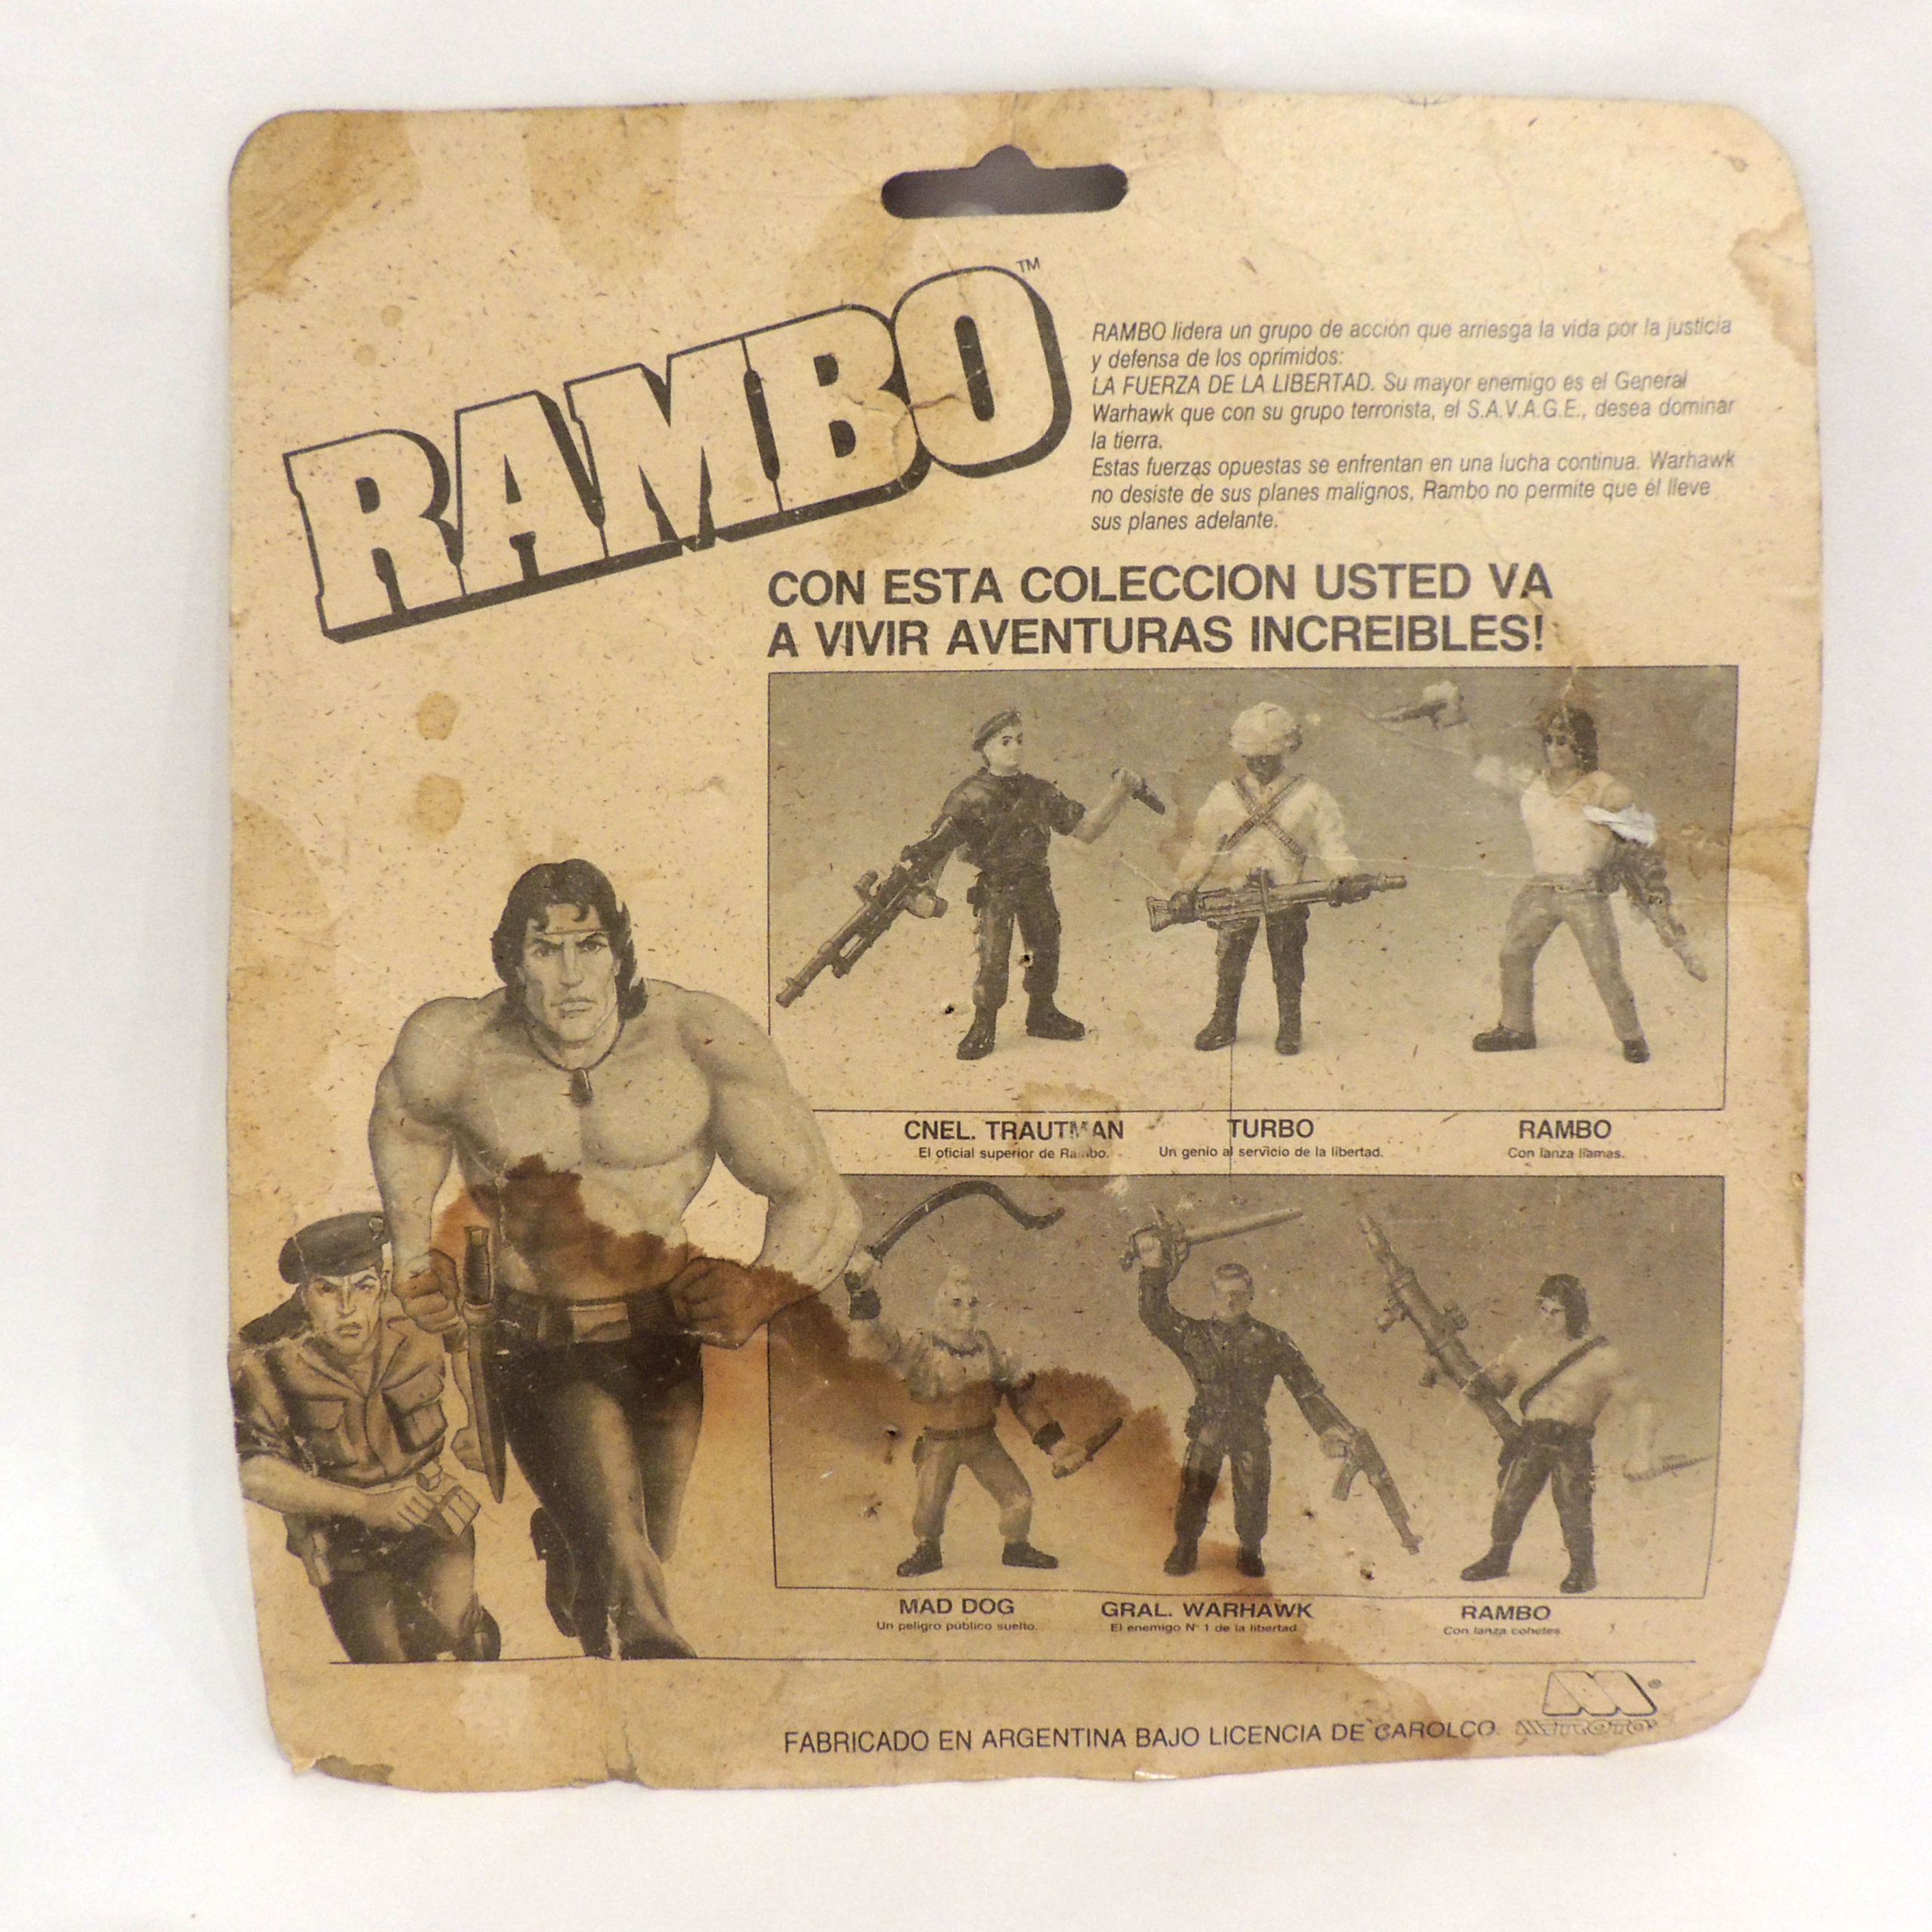 RAMBO™
RAMBO lidera un grupo de acción que arriesga la vida por la justicia
y defensa de los oprimidos:
LA FUERZA DE LA LIBERTAD. Su mayor enemigo es el General
Warhawk que con su grupo terrorista, el S.A.V.A.G.E., desea dominar
la tierra.
Estas fuerzas opuestas se enfrentan en una lucha continua. Warhawk
no desiste de sus planes malignos, Rambo no permite que él lleve
sus planes adelante.
CON ESTA COLECCION USTED VA
A VIVIR AVENTURAS INCREIBLES!
CNEL. TRAUTMAN
El oficial superior de Rambo.
TURBO
Un genio al servicio de la libertad.
RAMBO
Con lanza llamas.
MAD DOG
Un peligro público suelto.
GRAL. WARHAWK
El enemigo Nº 1 de la libertad
RAMBO
Con lanza cohetes.
FABRICADO EN ARGENTINA BAJO LICENCIA DE CAROLCO.